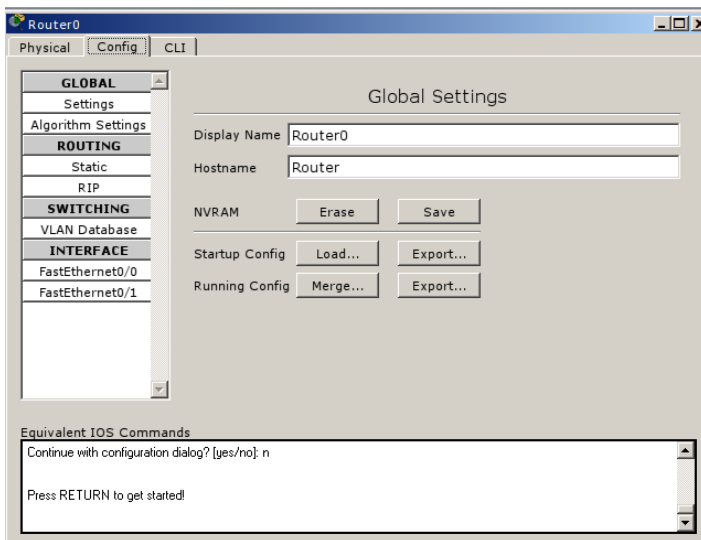 Router0
Physical Config CLI
GLOBAL
Settings
Algorithm Settings
ROUTING
Static
RIP
SWITCHING
VLAN Database
INTERFACE
FastEthernet0/0
FastEthernet0/1
Global Settings
Display Name Router0
Hostname Router
NVRAM Erase Save
Startup Config Load... Export...
Running Config Merge... Export...
Equivalent IOS Commands
Continue with configuration dialog? [yes/no]: n
Press RETURN to get started!